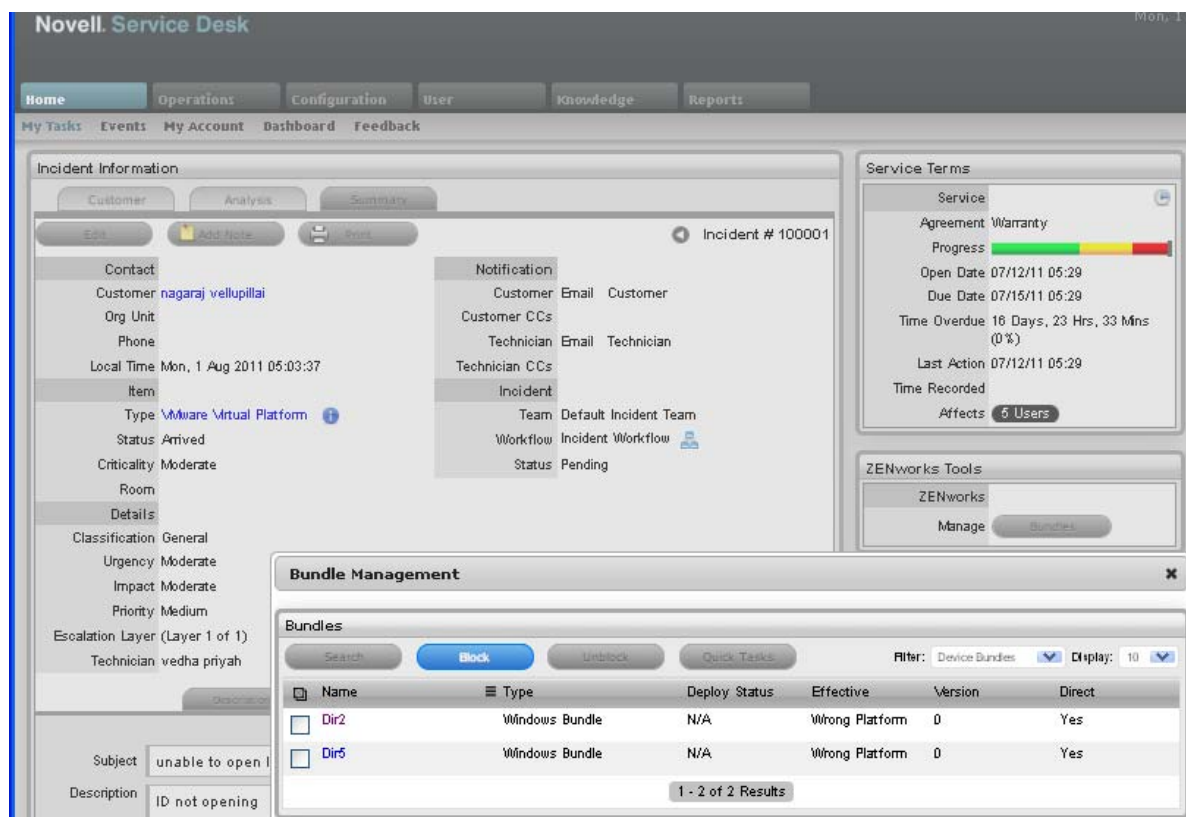 Novell. Service Desk
Mon, 1
Home Operations Configuration User Knowledge Reports
My Tasks Events My Account Dashboard Feedback
Incident Information
Customer Analysis Summary
Edit Add Note Print Incident # 100001
Contact
Customer nagaraj vellupillai
Org Unit
Phone
Local Time Mon, 1 Aug 2011 05:03:37
Item
Type VMware Virtual Platform
Status Arrived
Criticality Moderate
Room
Details
Classification General
Urgency Moderate
Impact Moderate
Priority Medium
Escalation Layer (Layer 1 of 1)
Technician vedha priyah
Notification
Customer Email Customer
Customer CCs
Technician Email Technician
Technician CCs
Incident
Team Default Incident Team
Workflow Incident Workflow
Status Pending
Subject unable to open
Description ID not opening
Service Terms
Service
Agreement Warranty
Progress
Open Date 07/12/11 05:29
Due Date 07/15/11 05:29
Time Overdue 16 Days, 23 Hrs, 33 Mins
(0%)
Last Action 07/12/11 05:29
Time Recorded
Affects 5 Users
ZENworks Tools
ZENworks
Manage Bundles
Bundle Management
Bundles
Search Block Unblock Quick Tasks Filter: Device Bundles Display: 10
Name Type Deploy Status Effective Version Direct
Dir2 Windows Bundle N/A Wrong Platform 0 Yes
Dir5 Windows Bundle N/A Wrong Platform 0 Yes
1 - 2 of 2 Results